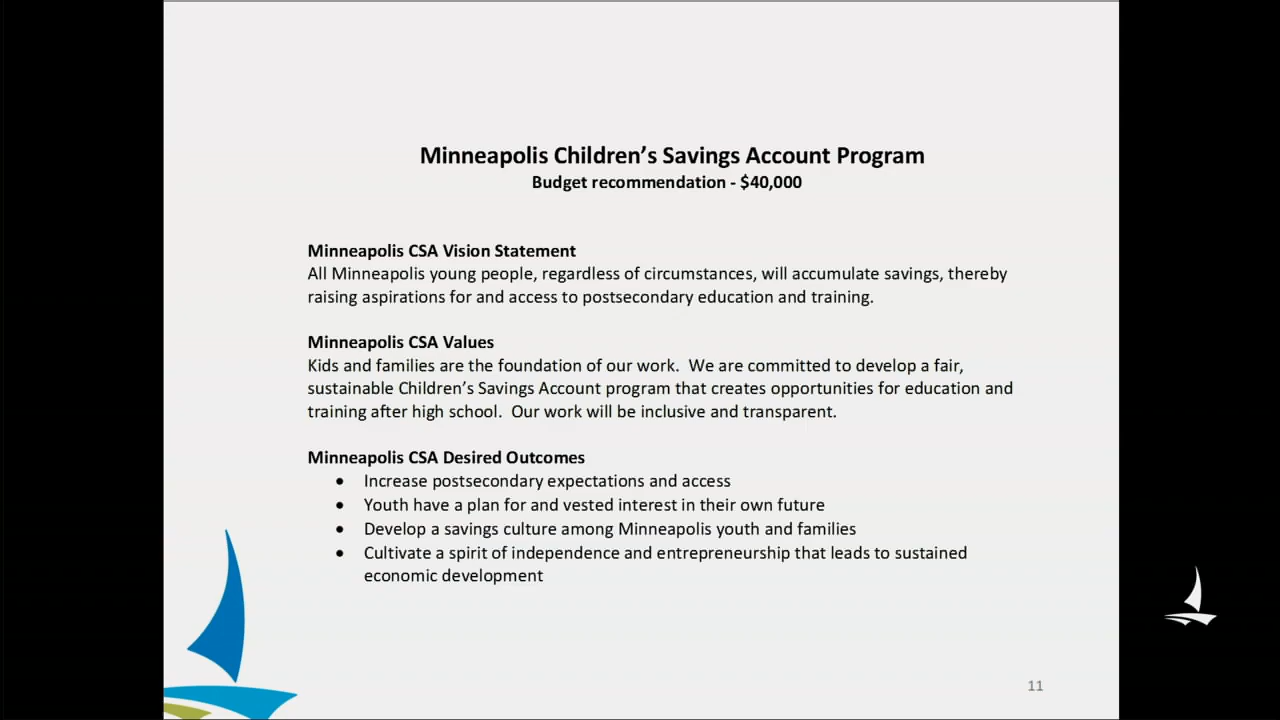 Minneapolis Children’s Savings Account Program
Budget recommendation - $40,000
Minneapolis CSA Vision Statement
All Minneapolis young people, regardless of circumstances, will accumulate savings, thereby
raising aspirations for and access to postsecondary education and training.
Minneapolis CSA Values
Kids and families are the foundation of our work.  We are committed to develop a fair,
sustainable Children’s Savings Account program that creates opportunities for education and
training after high school.  Our work will be inclusive and transparent.
Minneapolis CSA Desired Outcomes
• Increase postsecondary expectations and access
• Youth have a plan for and vested interest in their own future
• Develop a savings culture among Minneapolis youth and families
• Cultivate a spirit of independence and entrepreneurship that leads to sustained
economic development
11